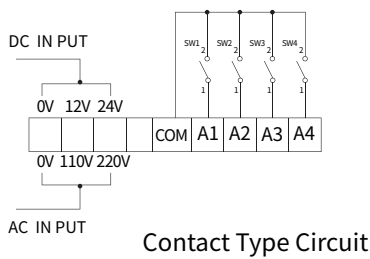 DC IN PUT
SW1 SW2 SW3 SW4
2 2 2 2
1 1 1 1
0V 12V 24V
COM A1 A2 A3 A4
0V 110V 220V
AC IN PUT
Contact Type Circuit